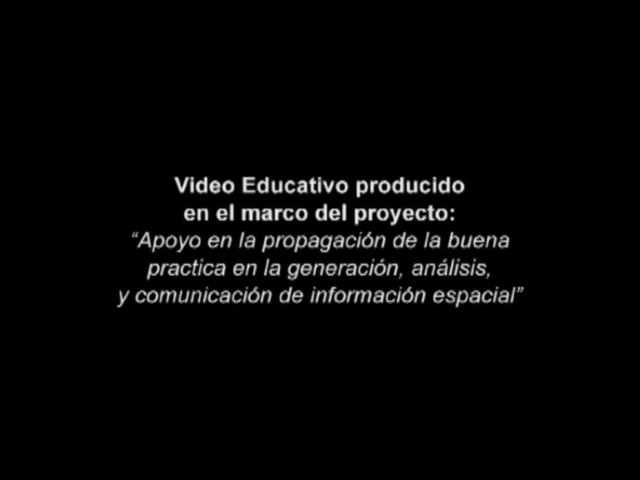 Video Educativo producido
en el marco del proyecto:
“Apoyo en la propagación de la buena
practica en la generación, análisis,
y comunicación de información espacial”